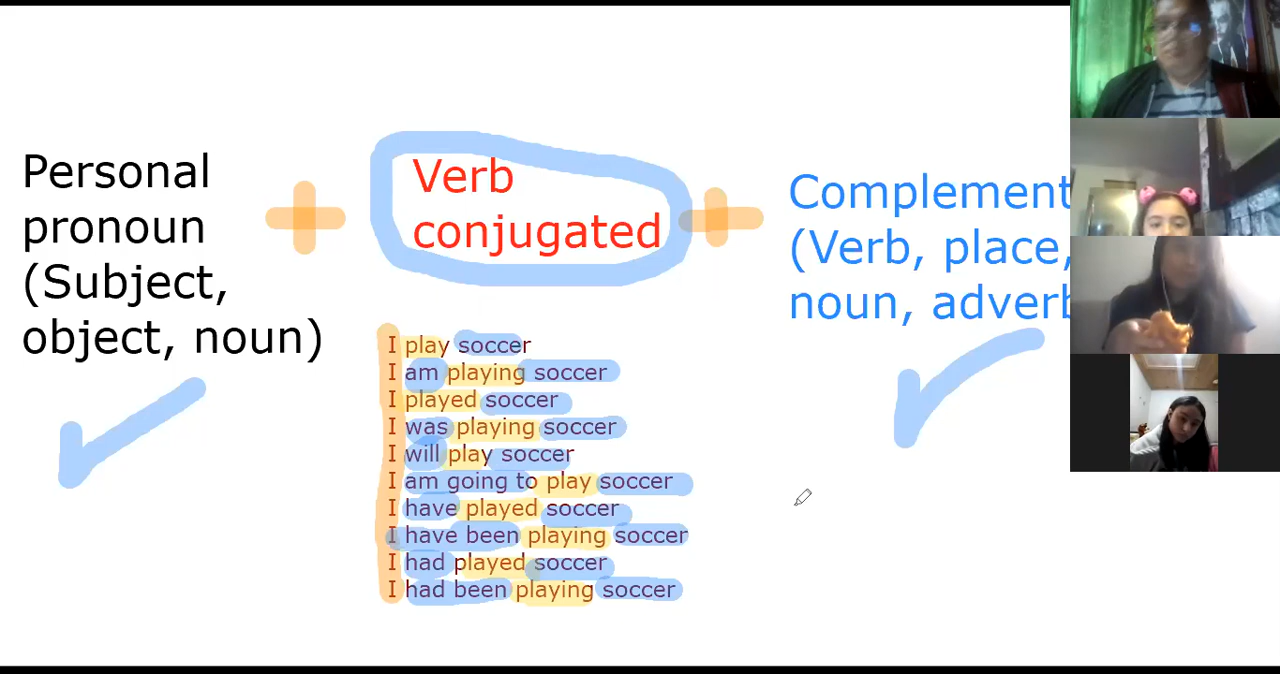 Personal
pronoun
(Subject,
object, noun)
Verb
conjugated
Complement
(Verb, place,
noun, adverb
I play soccer
I am playing soccer
I played soccer
I was playing soccer
I will play soccer
I am going to play soccer
I have played soccer
I have been playing soccer
I had played soccer
I had been playing soccer